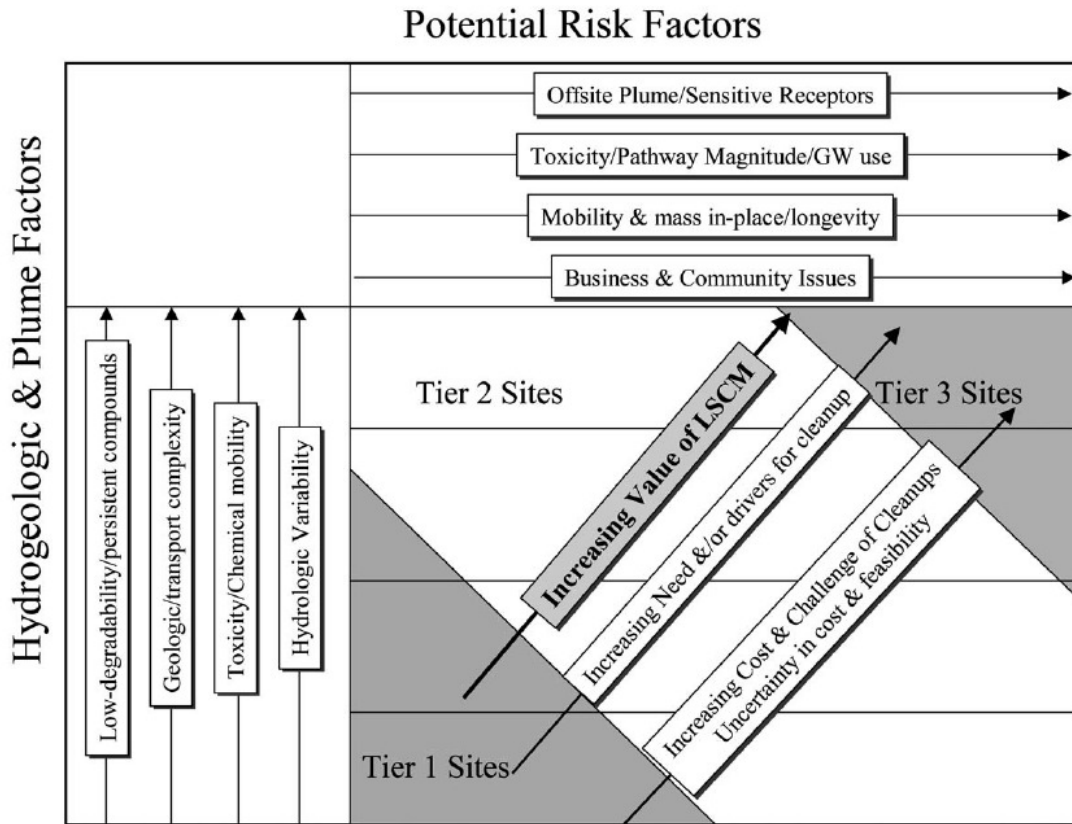 Potential Risk Factors
Hydrogeologic & Plume Factors
Offsite Plume/Sensitive Receptors
Toxicity/Pathway Magnitude/GW use
Mobility & mass in-place/longevity
Business & Community Issues
Low-degradability/persistent compounds
Geologic/transport complexity
Toxicity/Chemical mobility
Hydrologic Variability
Tier 2 Sites
Tier 3 Sites
Increasing Value of LSCM
Increasing Need &/or drivers for cleanup
Increasing Cost & Challenge of Cleanups
Uncertainty in cost & feasibility
Tier 1 Sites